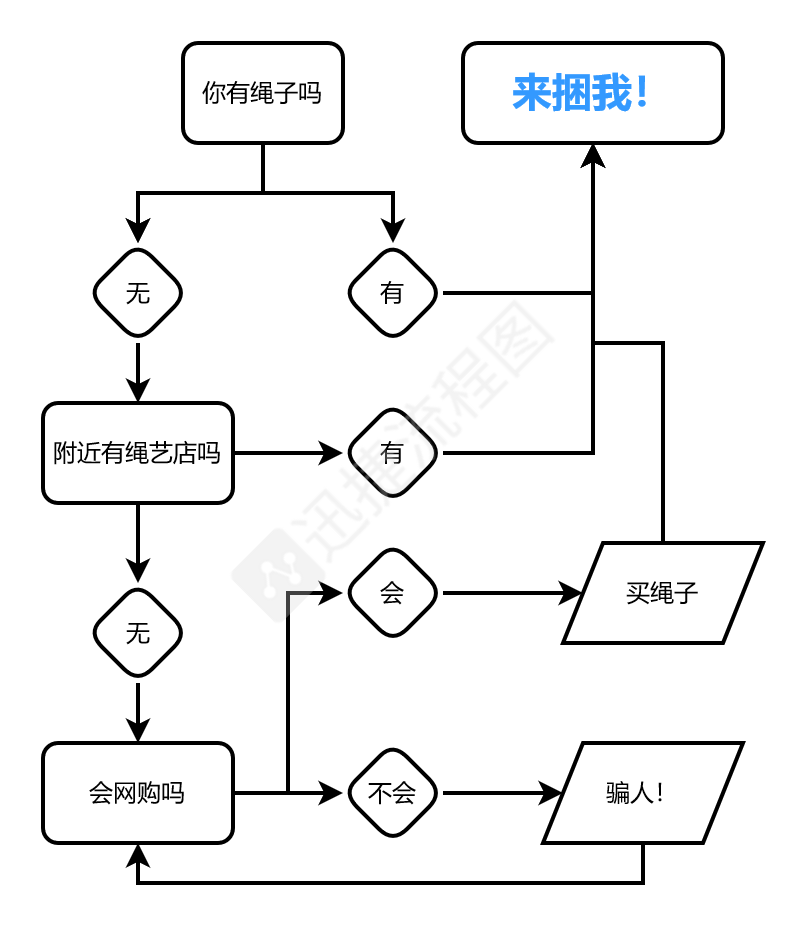 你有绳子吗
来捆我！
无
有
附近有绳艺店吗
有
会
买绳子
无
会网购吗
不会
骗人！
迅捷流程图